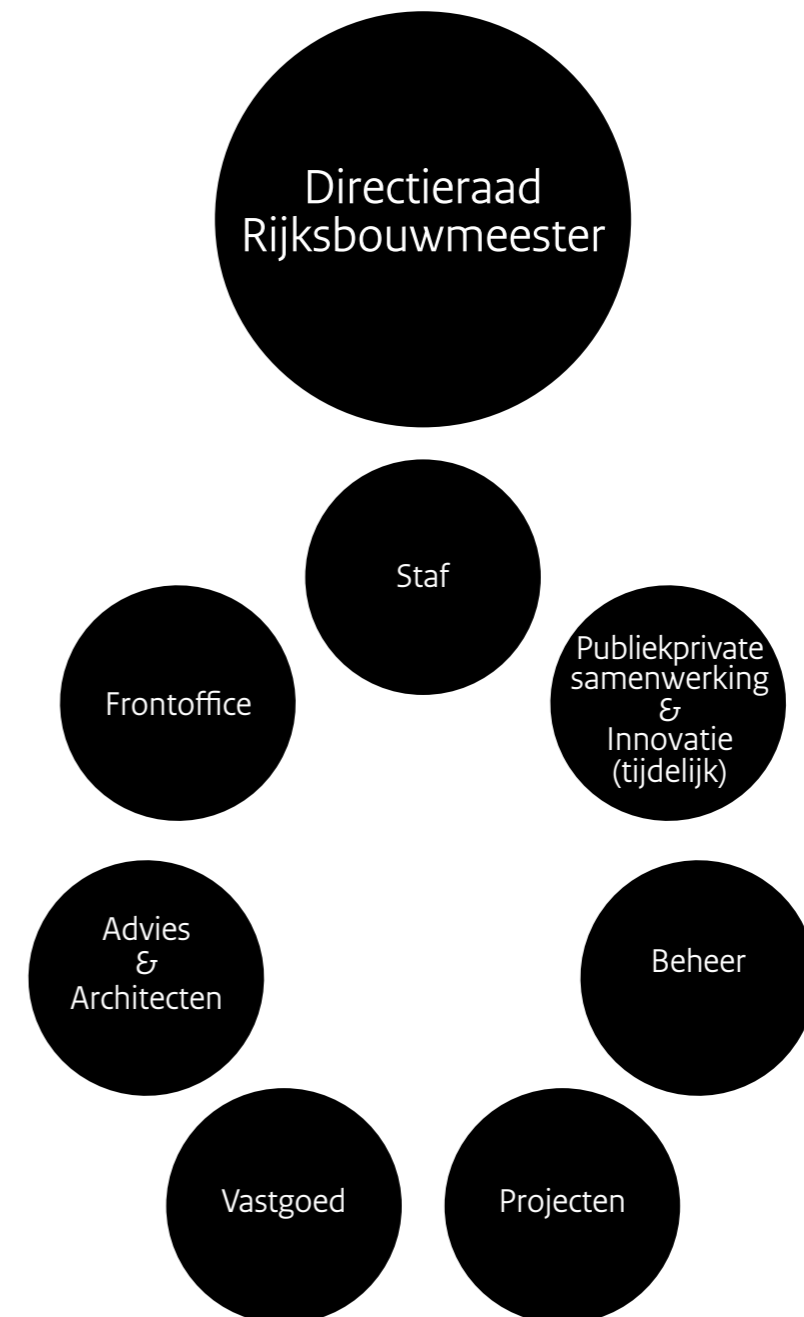 Directieraad
Rijksbouwmeester
Staf
Frontoffice
Publiekprivate
samenwerking
&
Innovatie
(tijdelijk)
Advies
&
Architecten
Beheer
Vastgoed
Projecten